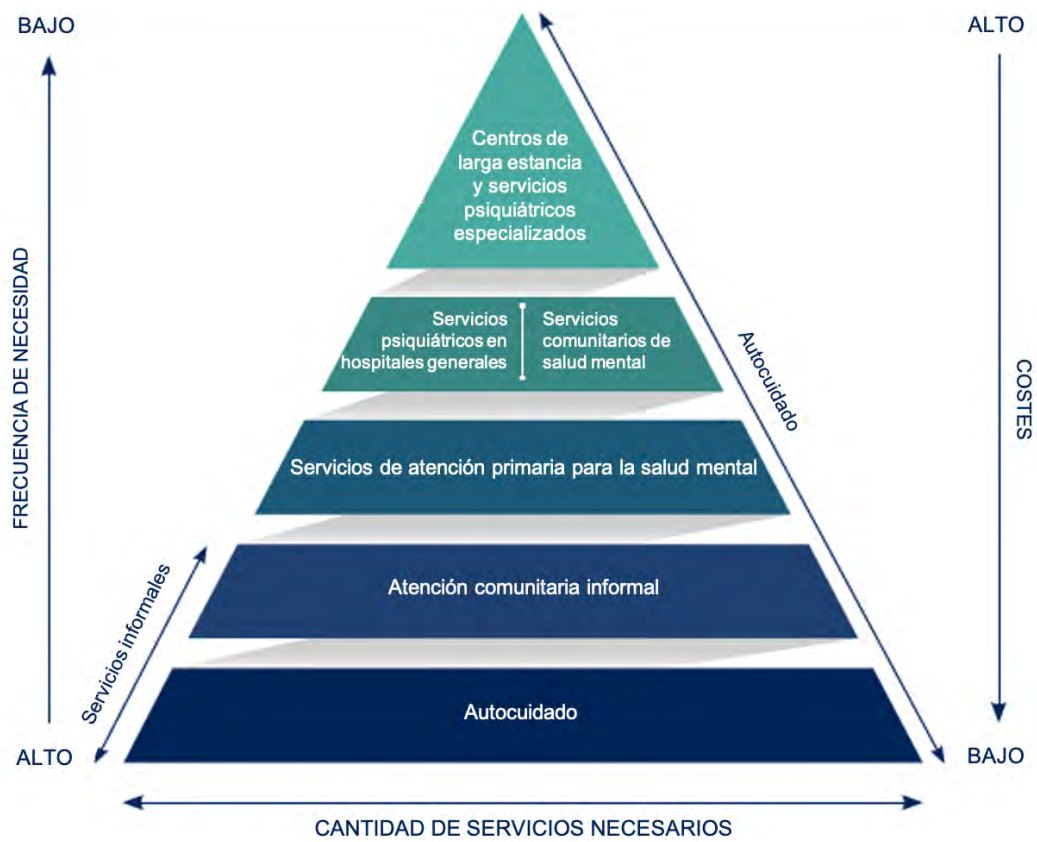 BAJO
ALTO
Centros de
larga estancia
y servicios
psiquiátricos
especializados
FRECUENCIA DE NECESIDAD
Servicios
psiquiátricos en
hospitales generales
Servicios
comunitarios de
salud mental
Autocuidado
COSTES
Servicios de atención primaria para la salud mental
Servicios informales
Atención comunitaria informal
Autocuidado
ALTO
BAJO
CANTIDAD DE SERVICIOS NECESARIOS